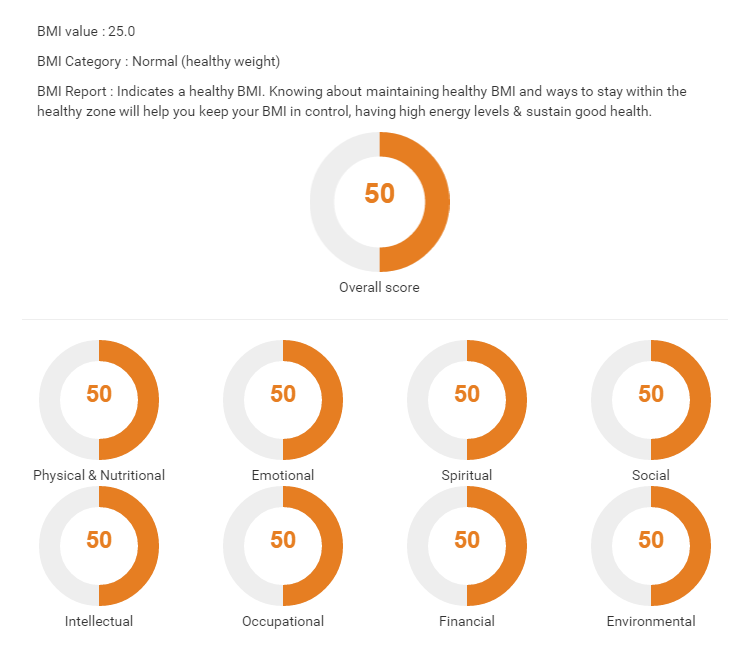 BMI value : 25.0
BMI Category : Normal (healthy weight)
BMI Report : Indicates a healthy BMI. Knowing about maintaining healthy BMI and ways to stay within the
healthy zone will help you keep your BMI in control, having high energy levels & sustain good health.
50
Overall score
50 50 50 50
Physical & Nutritional Emotional Spiritual Social
50 50 50 50
Intellectual Occupational Financial Environmental